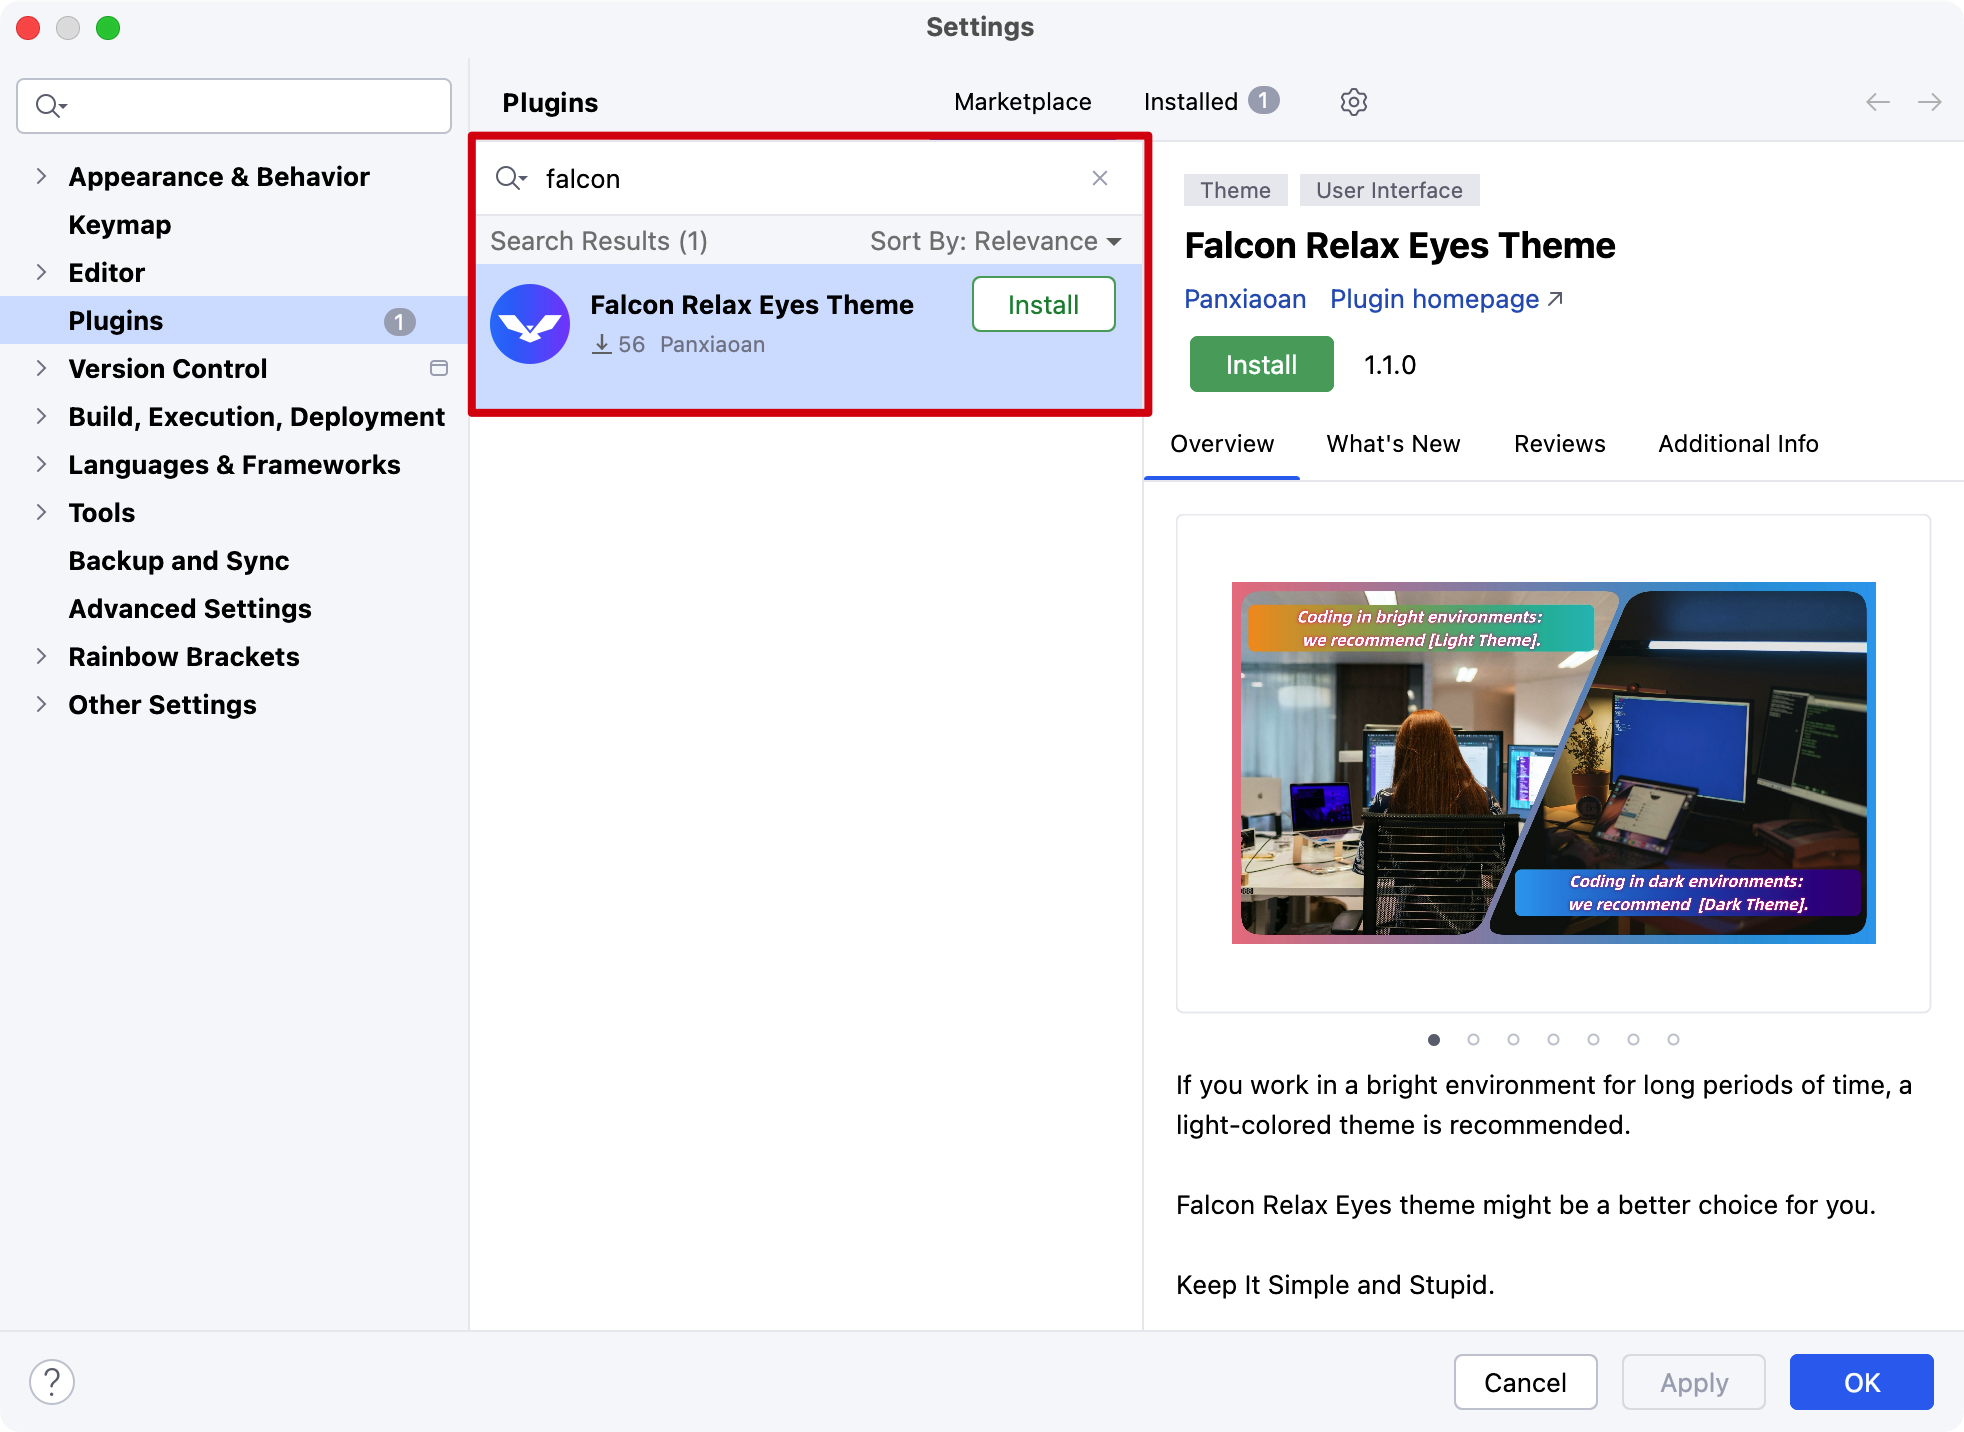 Settings
Plugins
Marketplace
Installed 1
Appearance & Behavior
Keymap
Editor
Plugins 1
Version Control
Build, Execution, Deployment
Languages & Frameworks
Tools
Backup and Sync
Advanced Settings
Rainbow Brackets
Other Settings
falcon
Search Results (1)
Sort By: Relevance
Falcon Relax Eyes Theme
Install
56 Panxiaoan
Theme
User Interface
Falcon Relax Eyes Theme
Panxiaoan Plugin homepage
Install 1.1.0
Overview
What's New
Reviews
Additional Info
Coding in bright environments:
we recommend [Light Theme].
Coding in dark environments:
we recommend [Dark Theme].
If you work in a bright environment for long periods of time, a
light-colored theme is recommended.
Falcon Relax Eyes theme might be a better choice for you.
Keep It Simple and Stupid.
?
Cancel
Apply
OK